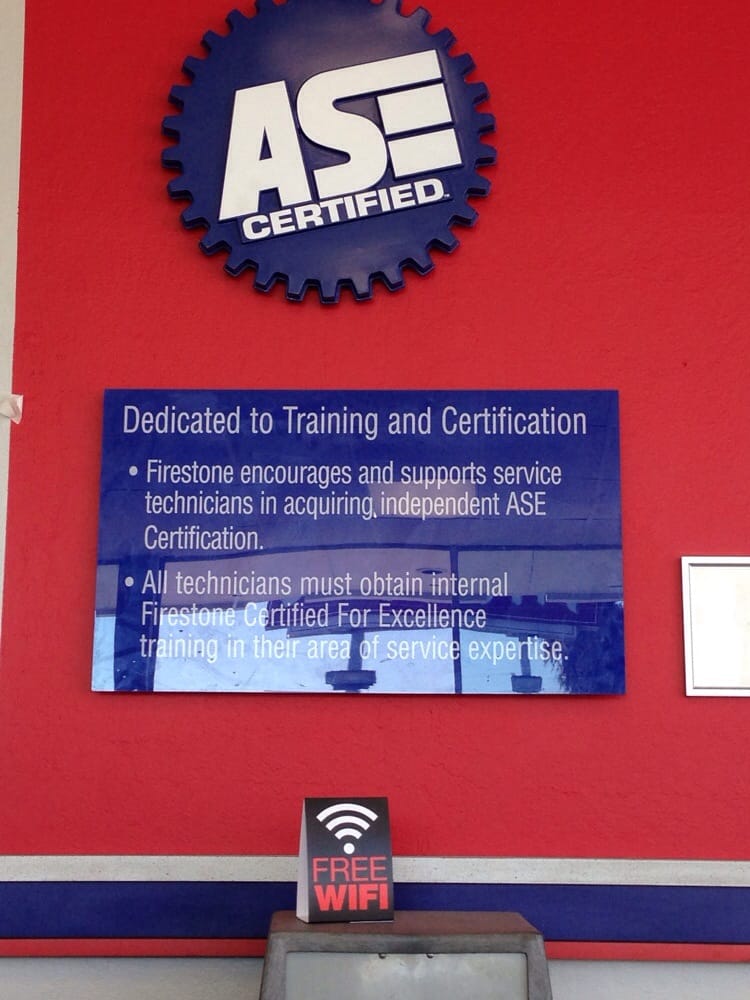 ASE
CERTIFIED™
Dedicated to Training and Certification
• Firestone encourages and supports service
technicians in acquiring independent ASE
Certification.
• All technicians must obtain internal
Firestone Certified For Excellence
training in their area of service expertise.
FREE
WIFI